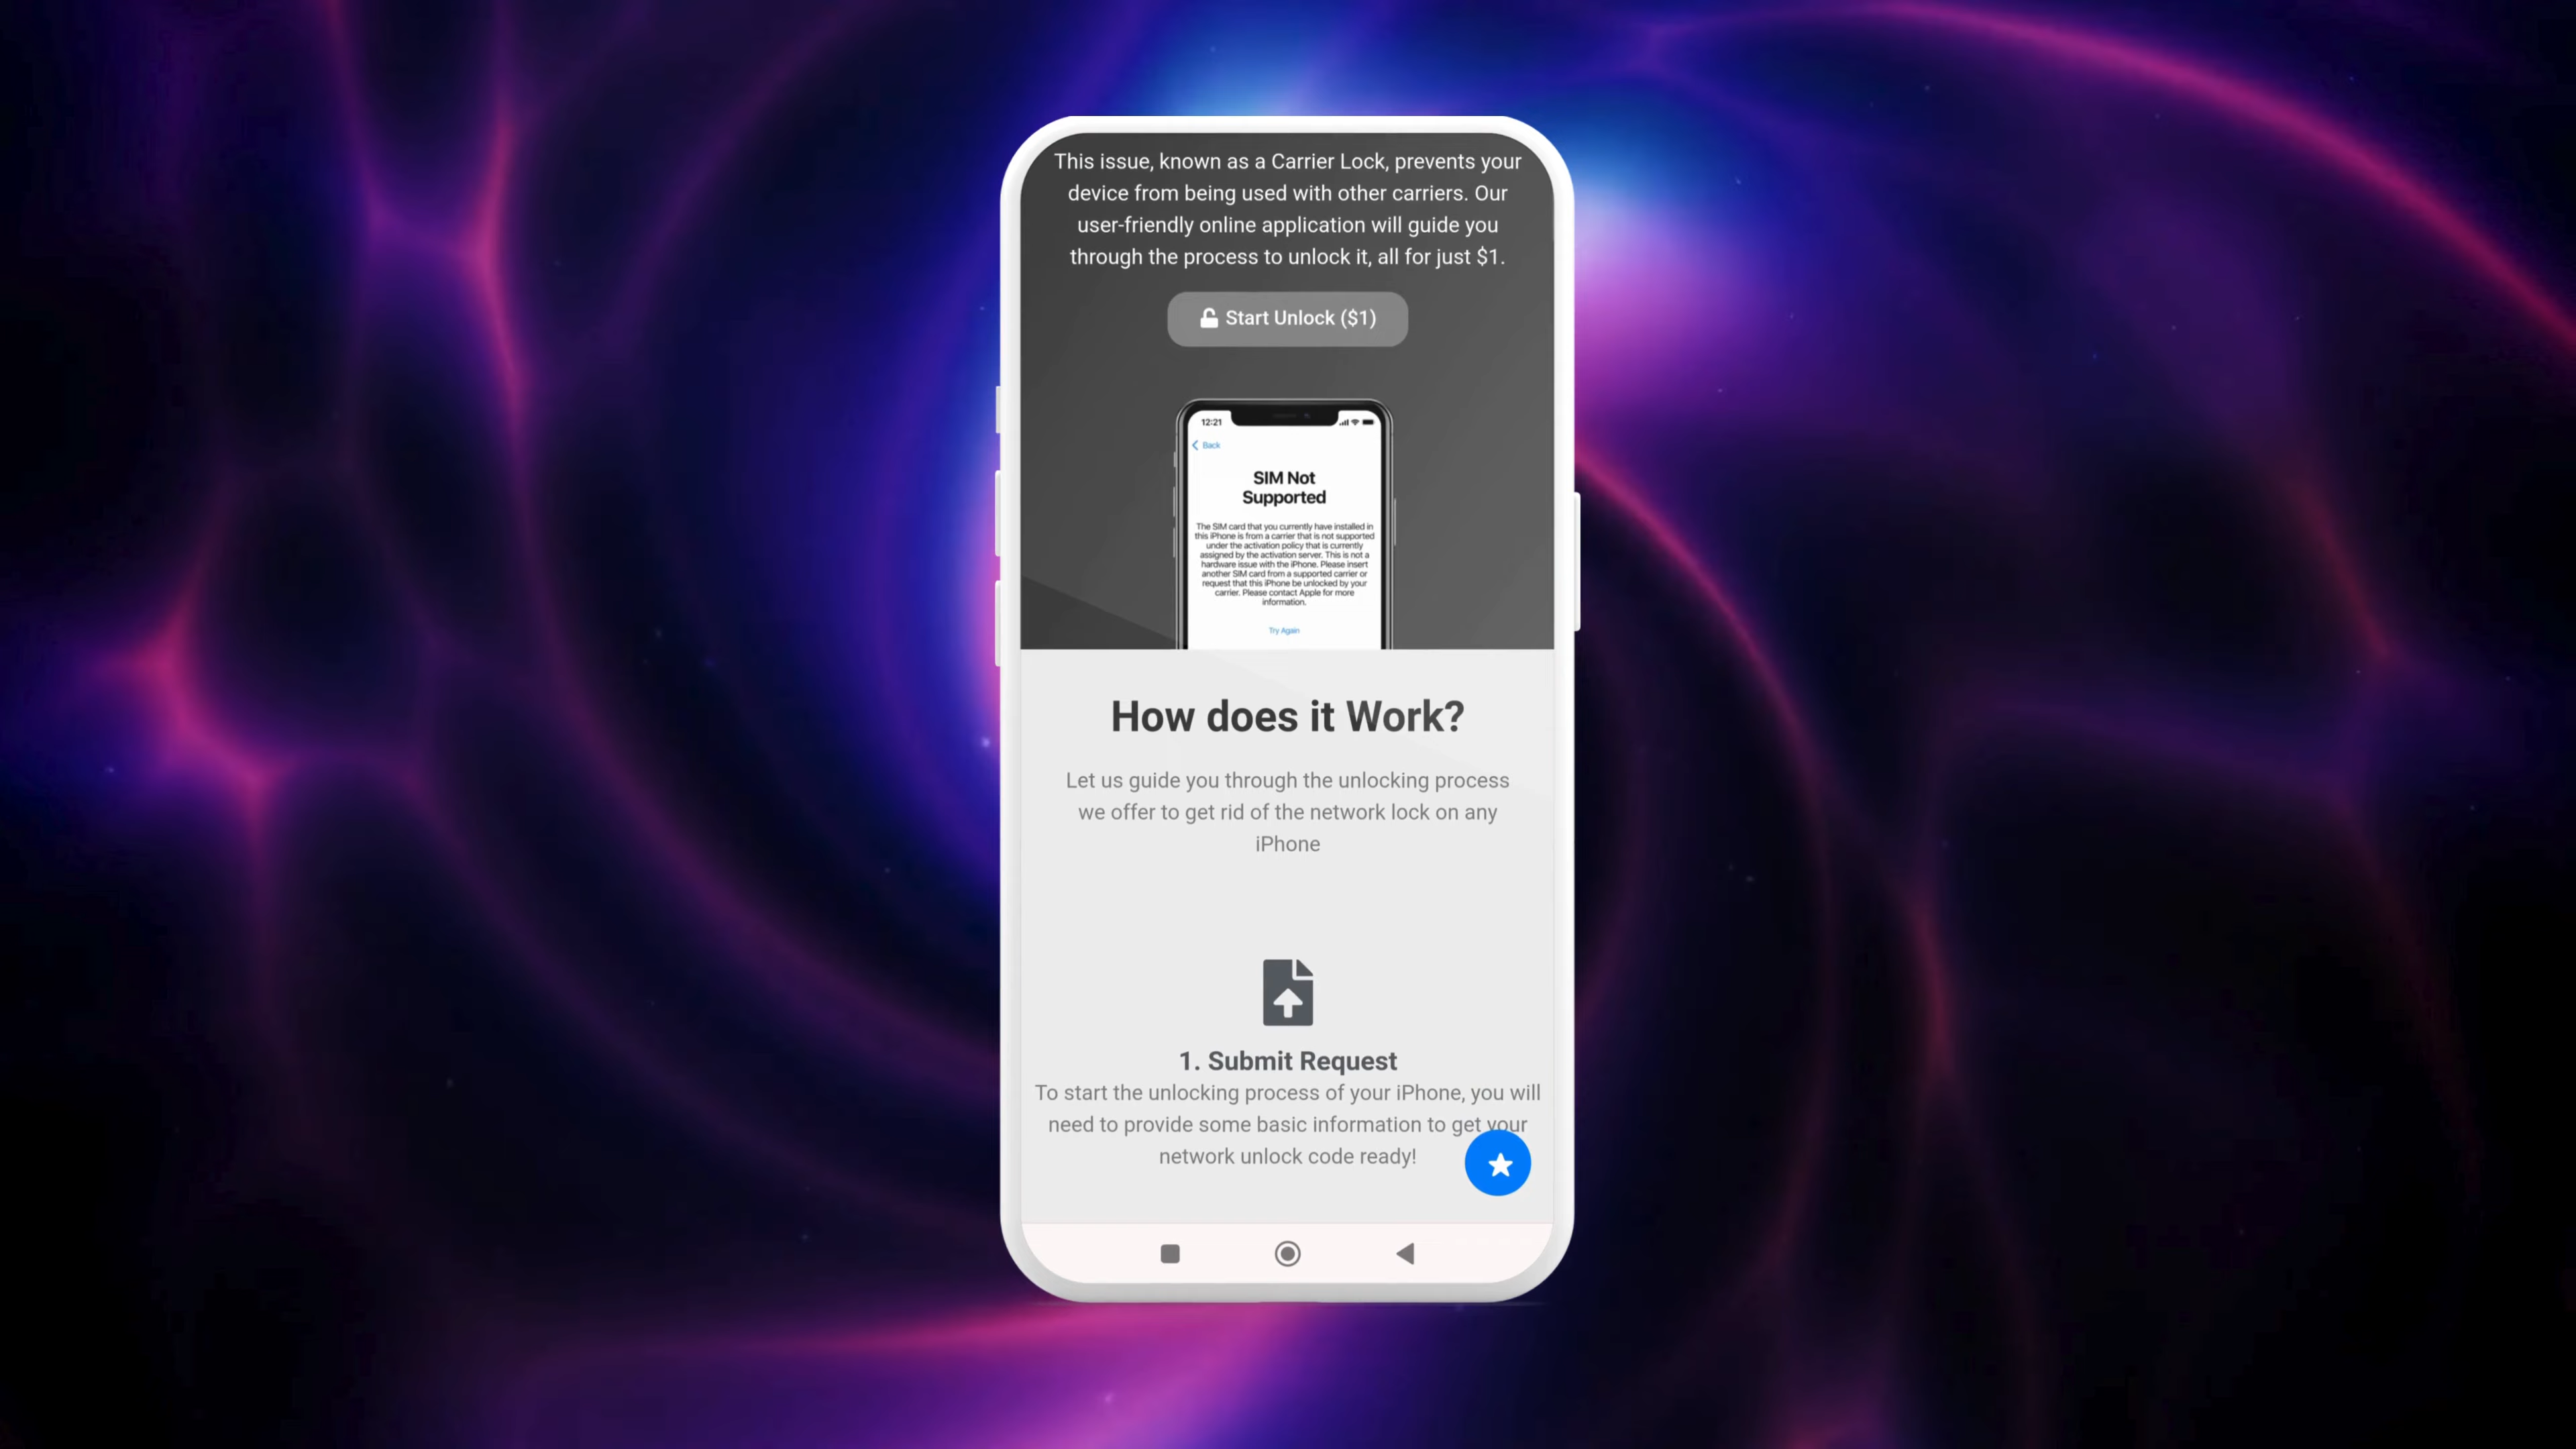 This issue, known as a Carrier Lock, prevents your
device from being used with other carriers. Our
user-friendly online application will guide you
through the process to unlock it, all for just $1.
Start Unlock ($1)
12:21
Back
SIM Not
Supported
The SIM card that you currently have installed in
this iPhone is from a carrier that is not supported
under the activation policy that is currently
assigned by the activation server. This is not a
hardware issue with the iPhone. Please insert
another SIM card from a supported carrier or
request that this iPhone be unlocked by your
carrier. Please contact Apple for more
information.
Try Again
How does it Work?
Let us guide you through the unlocking process
we offer to get rid of the network lock on any
iPhone
1. Submit Request
To start the unlocking process of your iPhone, you will
need to provide some basic information to get your
network unlock code ready!